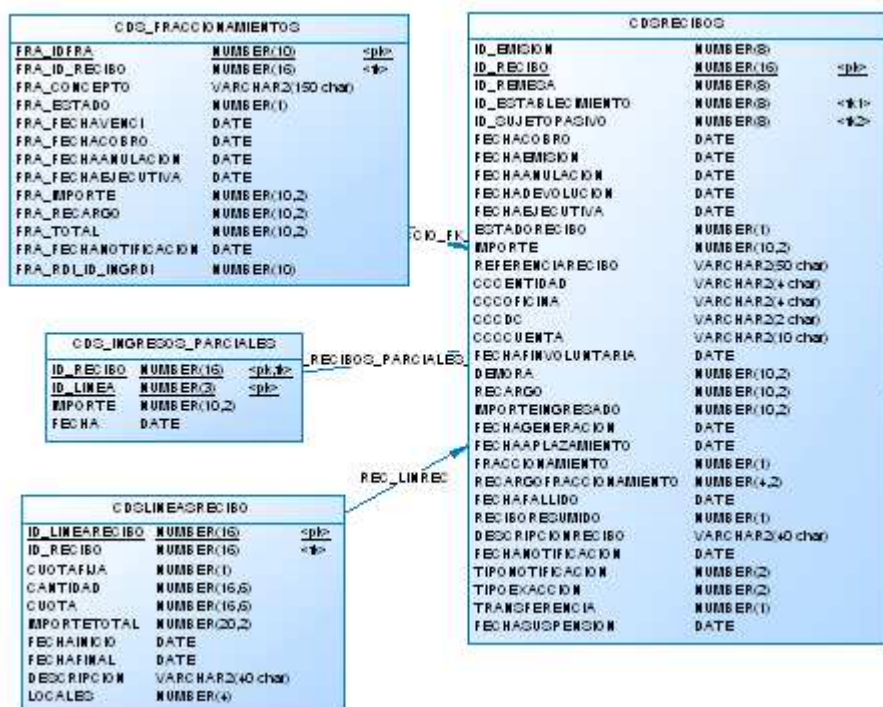 CDS_FRACCIONAMIENTOS
FRA_IDFRA NUMBER(10) <pk>
FRA_ID_RECIBO NUMBER(16) <fk>
FRA_CONCEPTO VARCHAR2(150 char)
FRA_ESTADO NUMBER(1)
FRA_FECHAVENCI DATE
FRA_FECHACOBRO DATE
FRA_FECHAANULACION DATE
FRA_FECHAEJECUTIVA DATE
FRA_IMPORTE NUMBER(10,2)
FRA_RECARGO NUMBER(10,2)
FRA_TOTAL NUMBER(10,2)
FRA_FECHANOTIFICACION DATE
FRA_RDI_ID_INGRDI NUMBER(10)
CIO_FK_
CDS_INGRESOS_PARCIALES
ID_RECIBO NUMBER(16) <pk,fk>
ID_LINEA NUMBER(3) <pk>
IMPORTE NUMBER(10,2)
FECHA DATE
_RECIBOS_PARCIALES_
REC_LINREC
CDSLINEASRECIBO
ID_LINEARECIBO NUMBER(16) <pk>
ID_RECIBO NUMBER(16) <fk>
CUOTAFIJA NUMBER(1)
CANTIDAD NUMBER(16,6)
CUOTA NUMBER(16,6)
IMPORTETOTAL NUMBER(20,2)
FECHAINICIO DATE
FECHAFINAL DATE
DESCRIPCION VARCHAR2(40 char)
LOCALES NUMBER(4)
CDSRECIBOS
ID_EMISION NUMBER(8)
ID_RECIBO NUMBER(16) <pk>
ID_REMESA NUMBER(8)
ID_ESTABLECIMIENTO NUMBER(8) <fk1>
ID_SUJETOPASIVO NUMBER(8) <fk2>
FECHACOBRO DATE
FECHAEMISION DATE
FECHAANULACION DATE
FECHADEVOLUCION DATE
FECHAEJECUTIVA DATE
ESTADORECIBO NUMBER(1)
IMPORTE NUMBER(10,2)
REFERENCIARECIBO VARCHAR2(50 char)
CCCENTIDAD VARCHAR2(4 char)
CCCOFICINA VARCHAR2(4 char)
CCCDC VARCHAR2(2 char)
CCCCUENTA VARCHAR2(10 char)
FECHAFINVOLUNTARIA DATE
DEMORA NUMBER(10,2)
RECARGO NUMBER(10,2)
IMPORTEINGRESADO NUMBER(10,2)
FECHAGENERACION DATE
FECHAAPLAZAMIENTO DATE
FRACCIONAMIENTO NUMBER(1)
RECARGOFRACCIONAMIENTO NUMBER(4,2)
FECHAFALLIDO DATE
RECIBORESUMIDO NUMBER(1)
DESCRIPCIONRECIBO VARCHAR2(40 char)
FECHANOTIFICACION DATE
TIPONOTIFICACION NUMBER(2)
TIPOEXACCION NUMBER(2)
TRANSFERENCIA NUMBER(1)
FECHASUSPENSION DATE